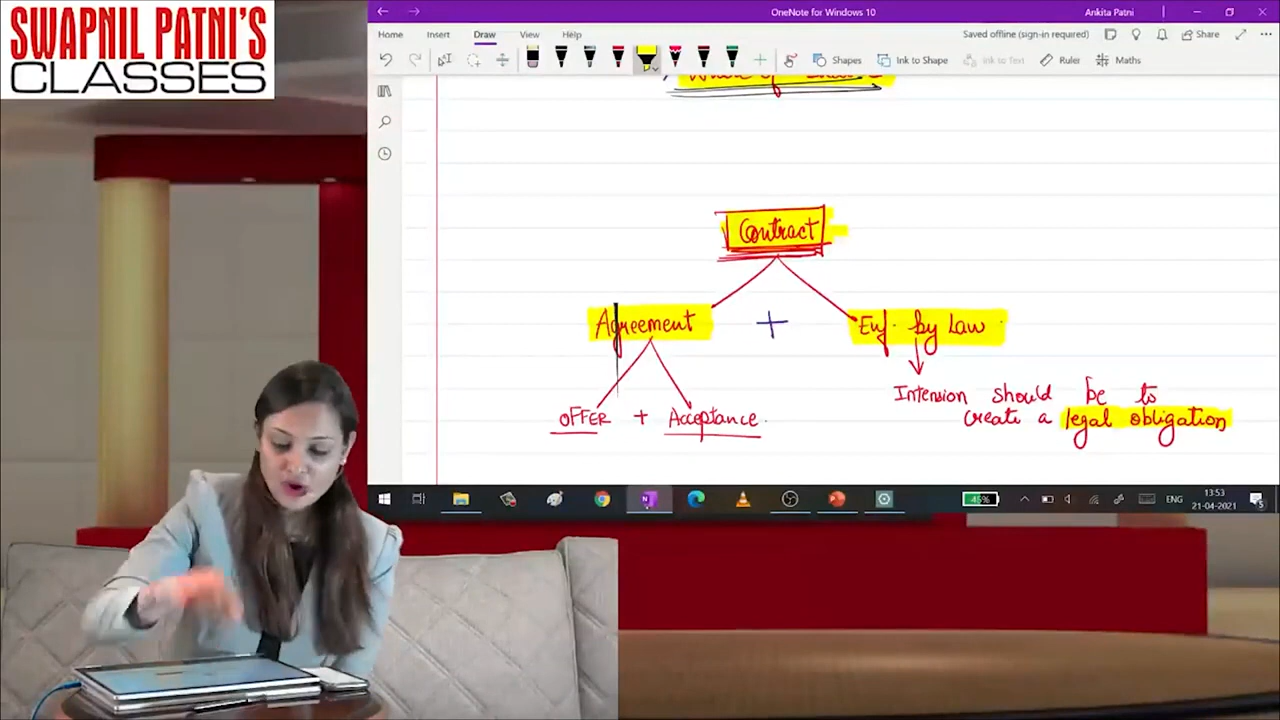 SWAPNIL PATNI'S
CLASSES
OneNote for Windows 10
Ankita Patni
Home Insert Draw View Help
Saved offline (sign-in required)
Share
Shapes
Ink to Shape
Ink to Text
Ruler
Maths
Contract
Agreement + Enf. by Law
OFFER + Acceptance.
Intension should be to
create a legal obligation
45%
ENG
13:53
21-04-2021